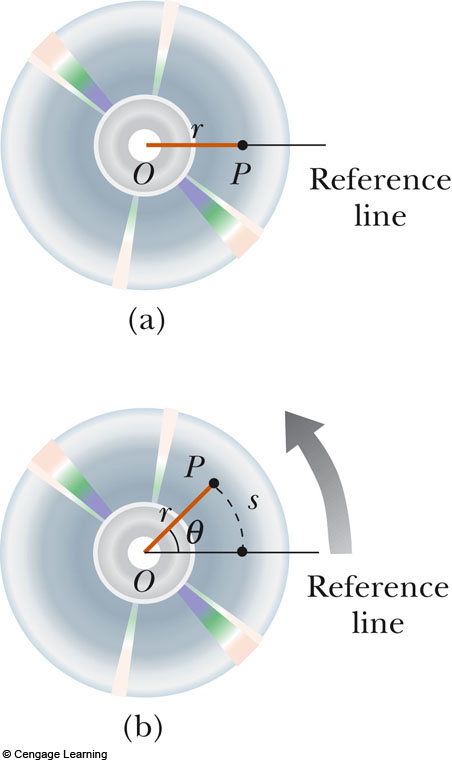 r
O
P
Reference
line
(a)
P
s
r
θ
O
Reference
line
(b)
© Cengage Learning